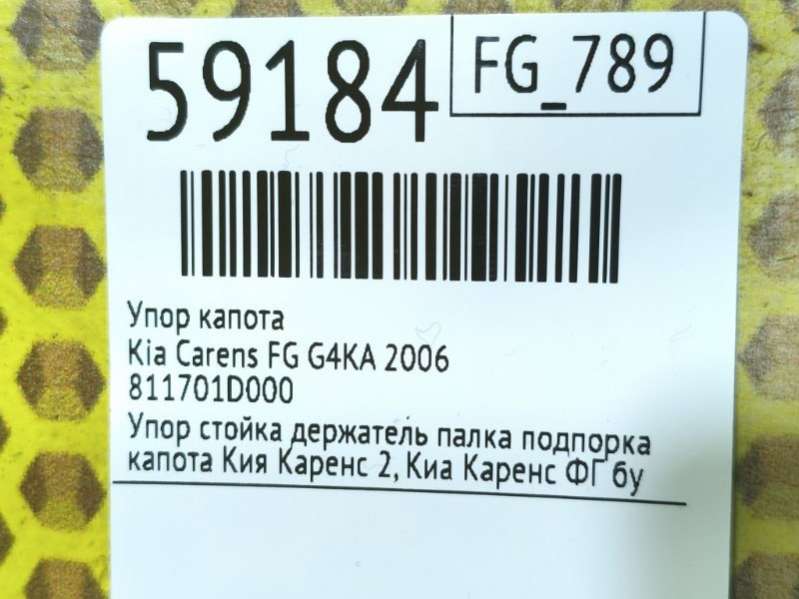 59184
FG_789
Упор капота
Kia Carens FG G4KA 2006
811701D000
Упор стойка держатель палка подпорка
капота Кия Каренс 2, Киа Каренс ФГ бу